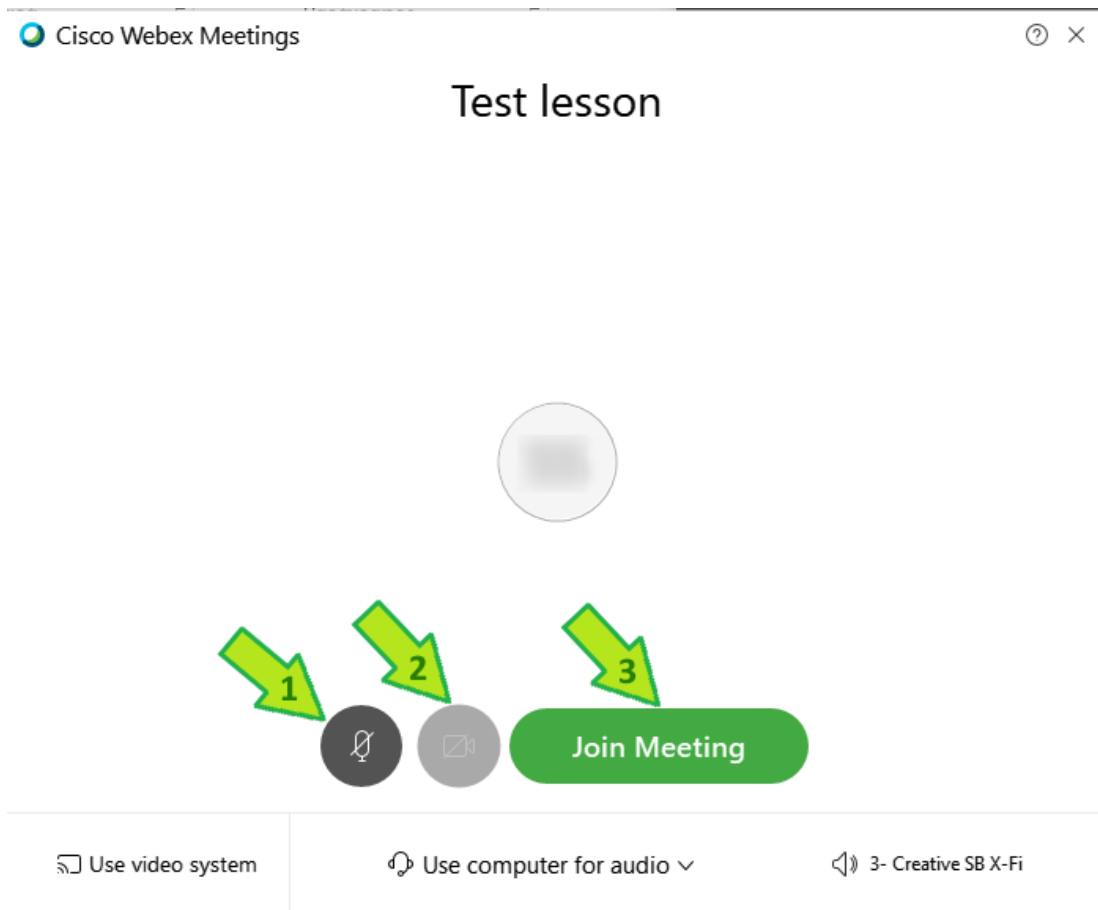 Cisco Webex Meetings
Test lesson
1
2
3
Join Meeting
Use video system
Use computer for audio
3- Creative SB X-Fi